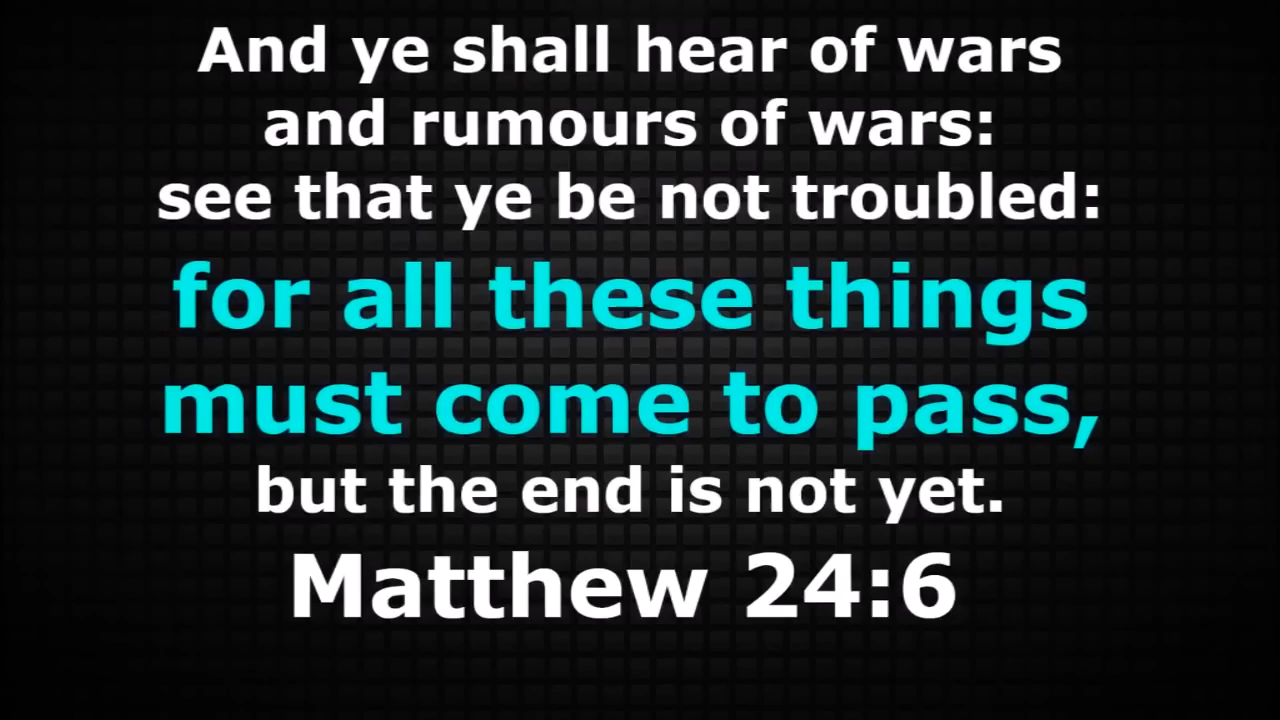 And ye shall hear of wars
and rumours of wars:
see that ye be not troubled:
for all these things
must come to pass,
but the end is not yet.
Matthew 24:6